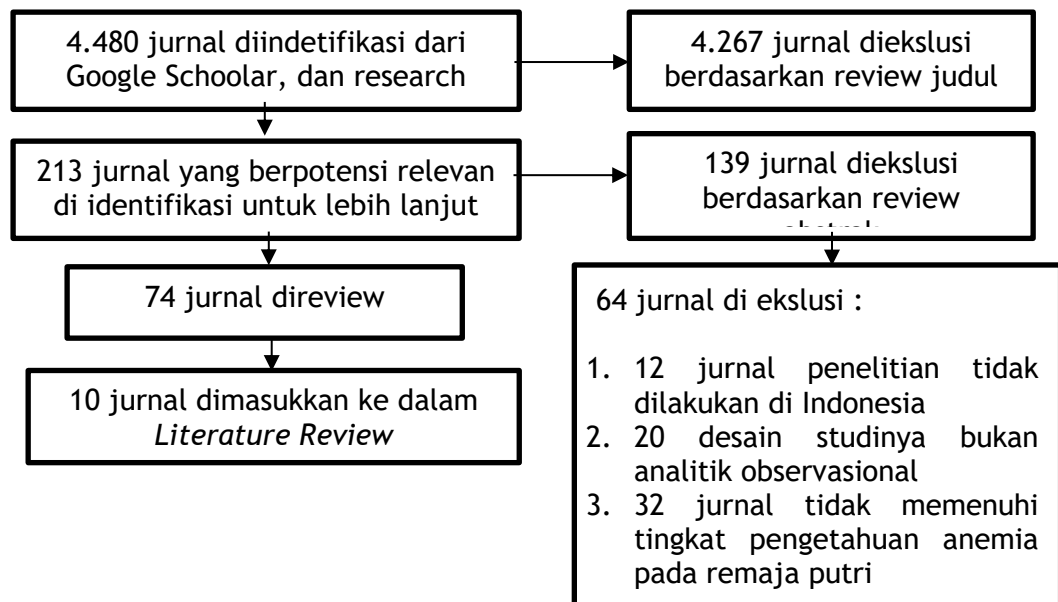 4.480 jurnal diindetifikasi dari
Google Schoolar, dan research
4.267 jurnal diekslusi
berdasarkan review judul
213 jurnal yang berpotensi relevan
di identifikasi untuk lebih lanjut
139 jurnal diekslusi
berdasarkan review
74 jurnal direview
10 jurnal dimasukkan ke dalam
Literature Review
64 jurnal di ekslusi :
1. 12 jurnal penelitian tidak
dilakukan di Indonesia
2. 20 desain studinya bukan
analitik observasional
3. 32 jurnal tidak memenuhi
tingkat pengetahuan anemia
pada remaja putri